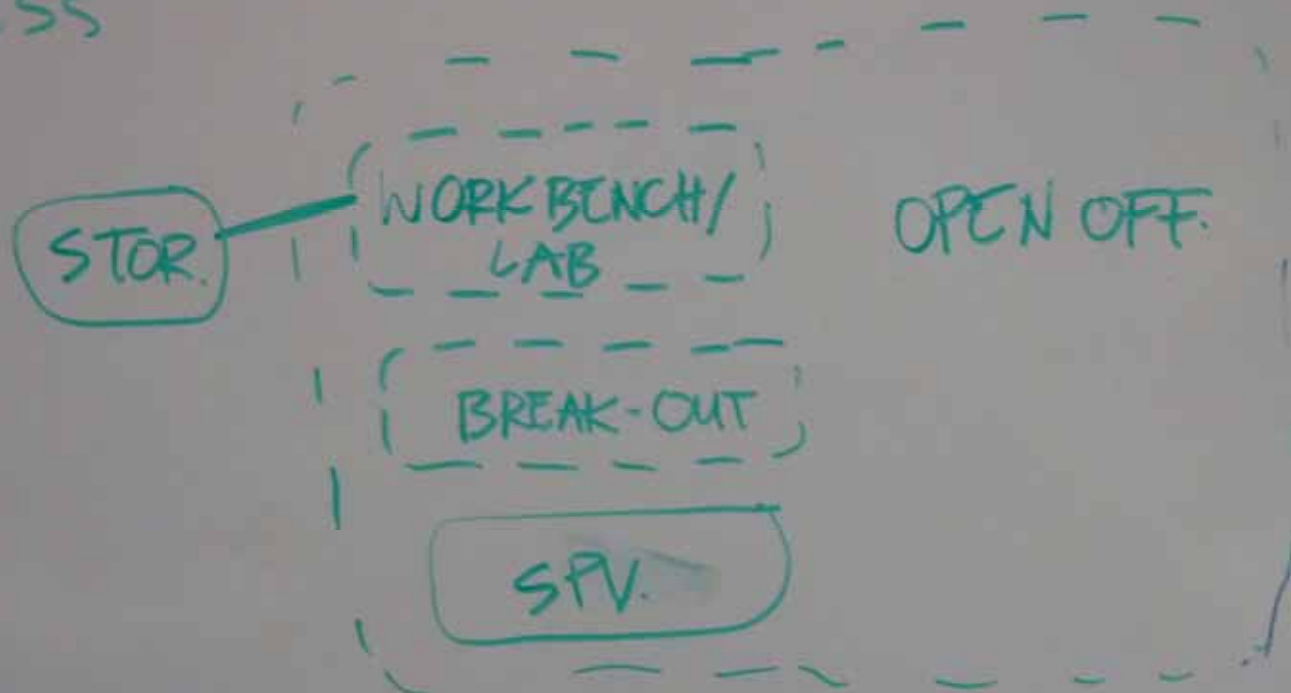 STOR.
WORKBENCH/
LAB
OPEN OFF.
BREAK-OUT
SPV.